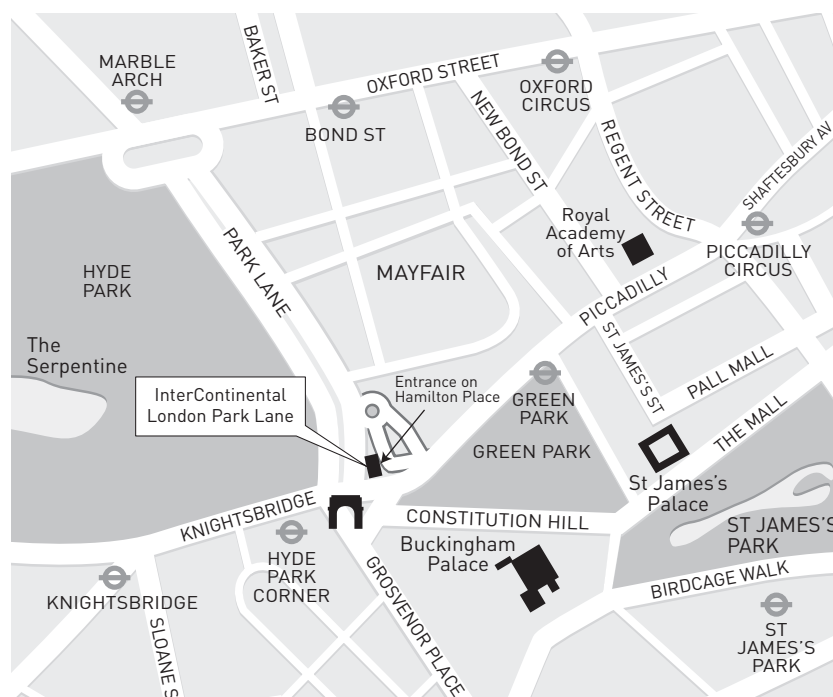 MARBLE
ARCH
BAKER ST
OXFORD STREET
OXFORD
CIRCUS
BOND ST
NEW BOND ST
REGENT STREET
SHAFTESBURY AV
Royal
Academy
of Arts
PICCADILLY
CIRCUS
PARK LANE
HYDE
PARK
MAYFAIR
PICCADILLY
The
Serpentine
InterContinental
London Park Lane
Entrance on
Hamilton Place
GREEN
PARK
ST JAMES'S ST
PALL MALL
THE MALL
GREEN PARK
St James's
Palace
KNIGHTSBRIDGE
CONSTITUTION HILL
ST JAMES'S
PARK
HYDE
PARK
CORNER
Buckingham
Palace
BIRDCAGE WALK
KNIGHTSBRIDGE
SLOANE S
GROSVENOR PLACE
ST
JAMES'S
PARK